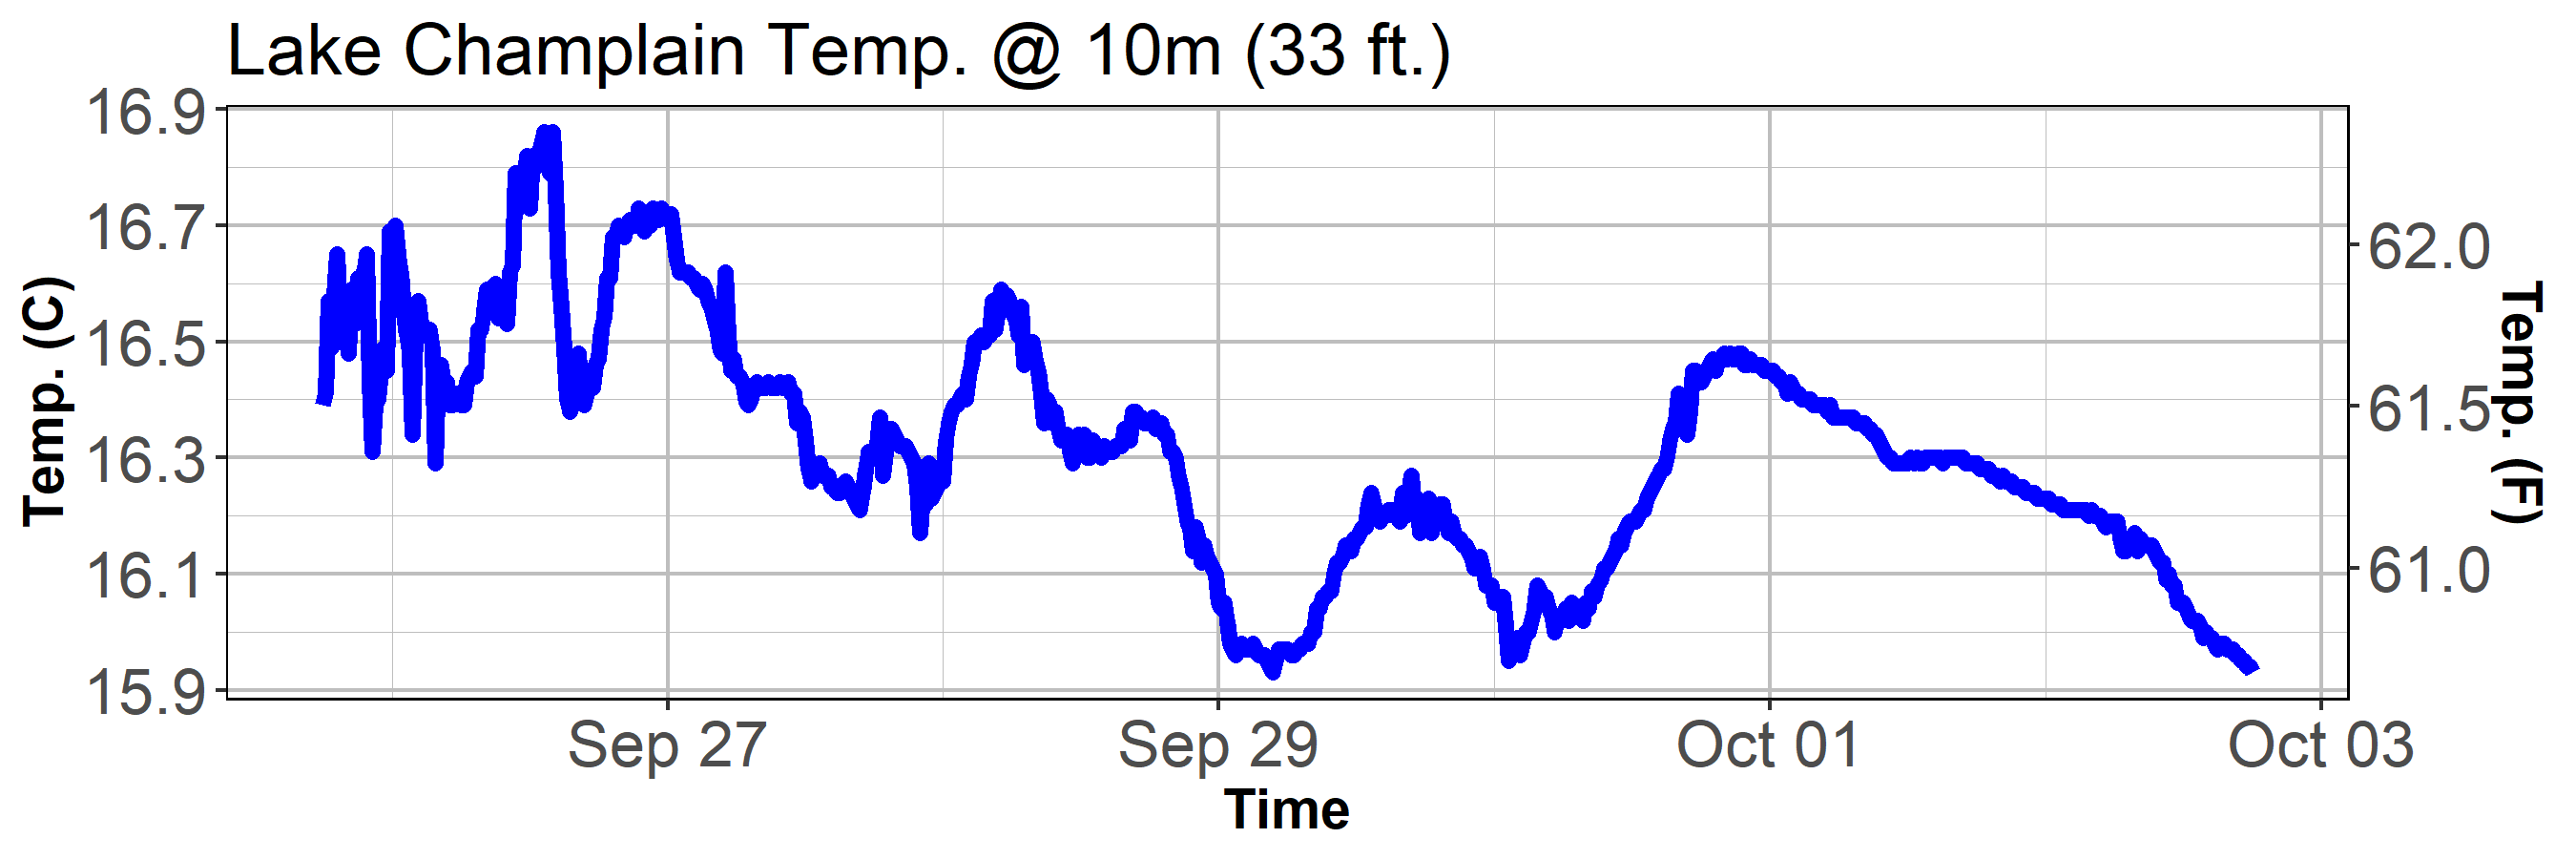 Lake Champlain Temp. @ 10m (33 ft.)
Temp. (C)
16.9
16.7
16.5
16.3
16.1
15.9
62.0
61.5
61.0
Temp. (F)
Sep 27
Sep 29
Oct 01
Oct 03
Time